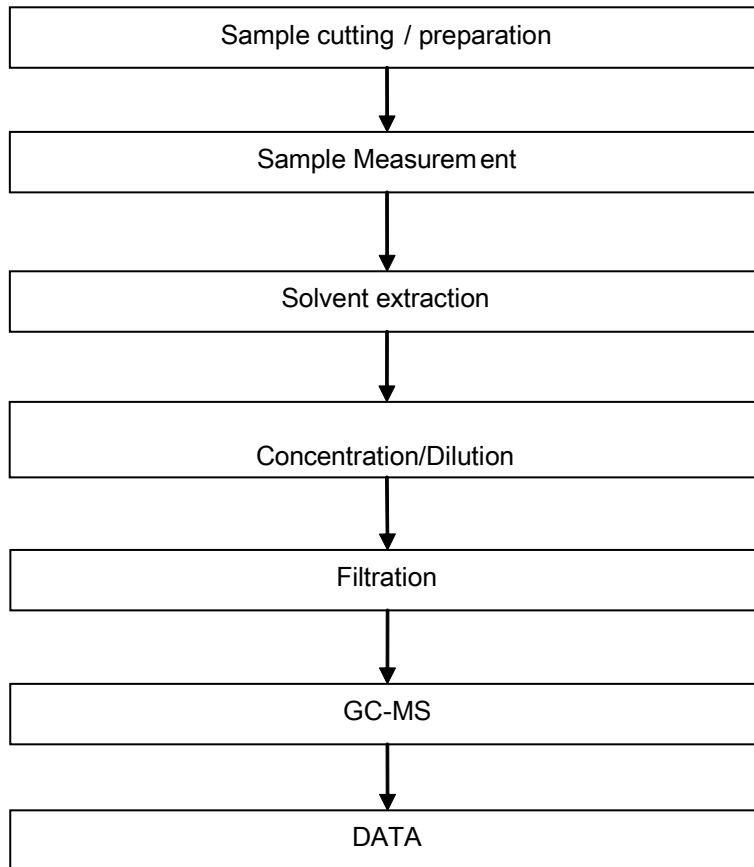 Sample cutting / preparation
Sample Measurement
Solvent extraction
Concentration/Dilution
Filtration
GC-MS
DATA